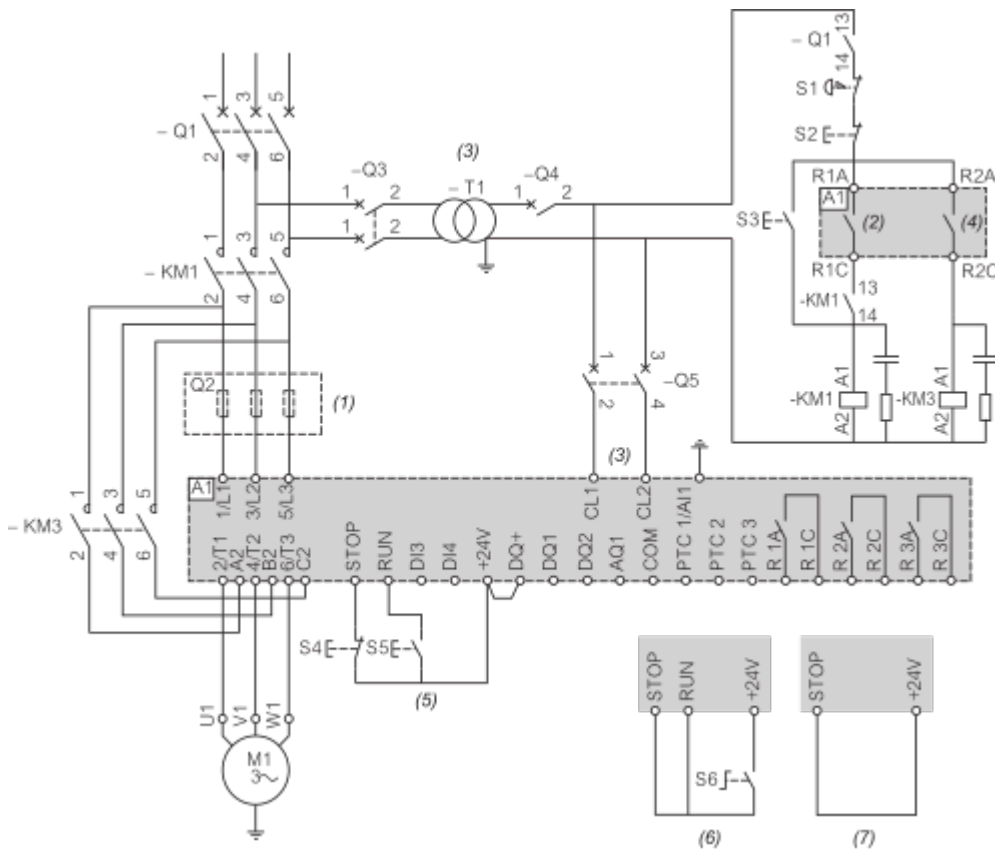 13
– Q1
14
S1
S2
R1A
R2A
A1
(2)
(4)
S3
R1C
R2C
-KM1
13
14
A1
A1
-KM1
-KM3
A2
A2
1
3
5
– Q1
2
4
6
–Q3
(3)
–Q4
1
2
– T1
1
2
1
2
1
3
5
– KM1
2
4
6
Q2
(1)
1
3
–Q5
2
4
(3)
1
3
5
– KM3
2
4
6
A1
1/L1
3/L2
5/L3
CL1
CL2
2/T1
A2
4/T2
B2
6/T3
C2
STOP
RUN
DI3
DI4
+24V
DQ+
DQ1
DQ2
AQ1
COM
PTC 1/AI1
PTC 2
PTC 3
R 1A
R 1C
R 2A
R 2C
R 3A
R 3C
S4
S5
(5)
U1
V1
W1
M1
3
STOP
RUN
+24V
S6
(6)
STOP
+24V
(7)